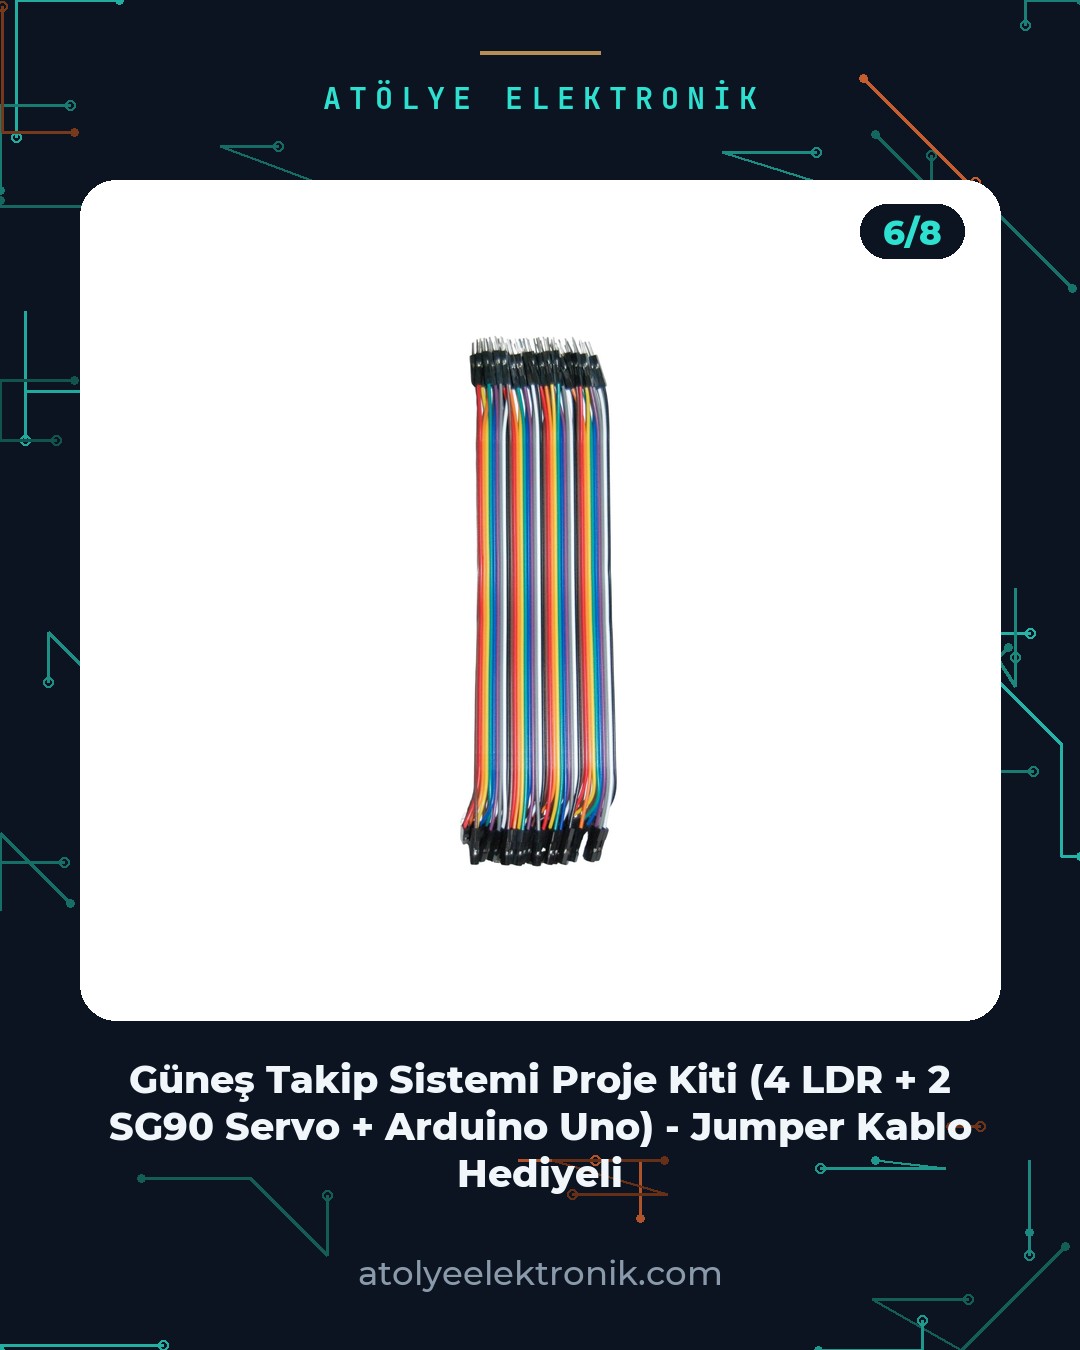 ATÖLYE ELEKTRONİK
6/8
Güneş Takip Sistemi Proje Kiti (4 LDR + 2
SG90 Servo + Arduino Uno) - Jumper Kablo
Hediyeli
atolyeelektronik.com